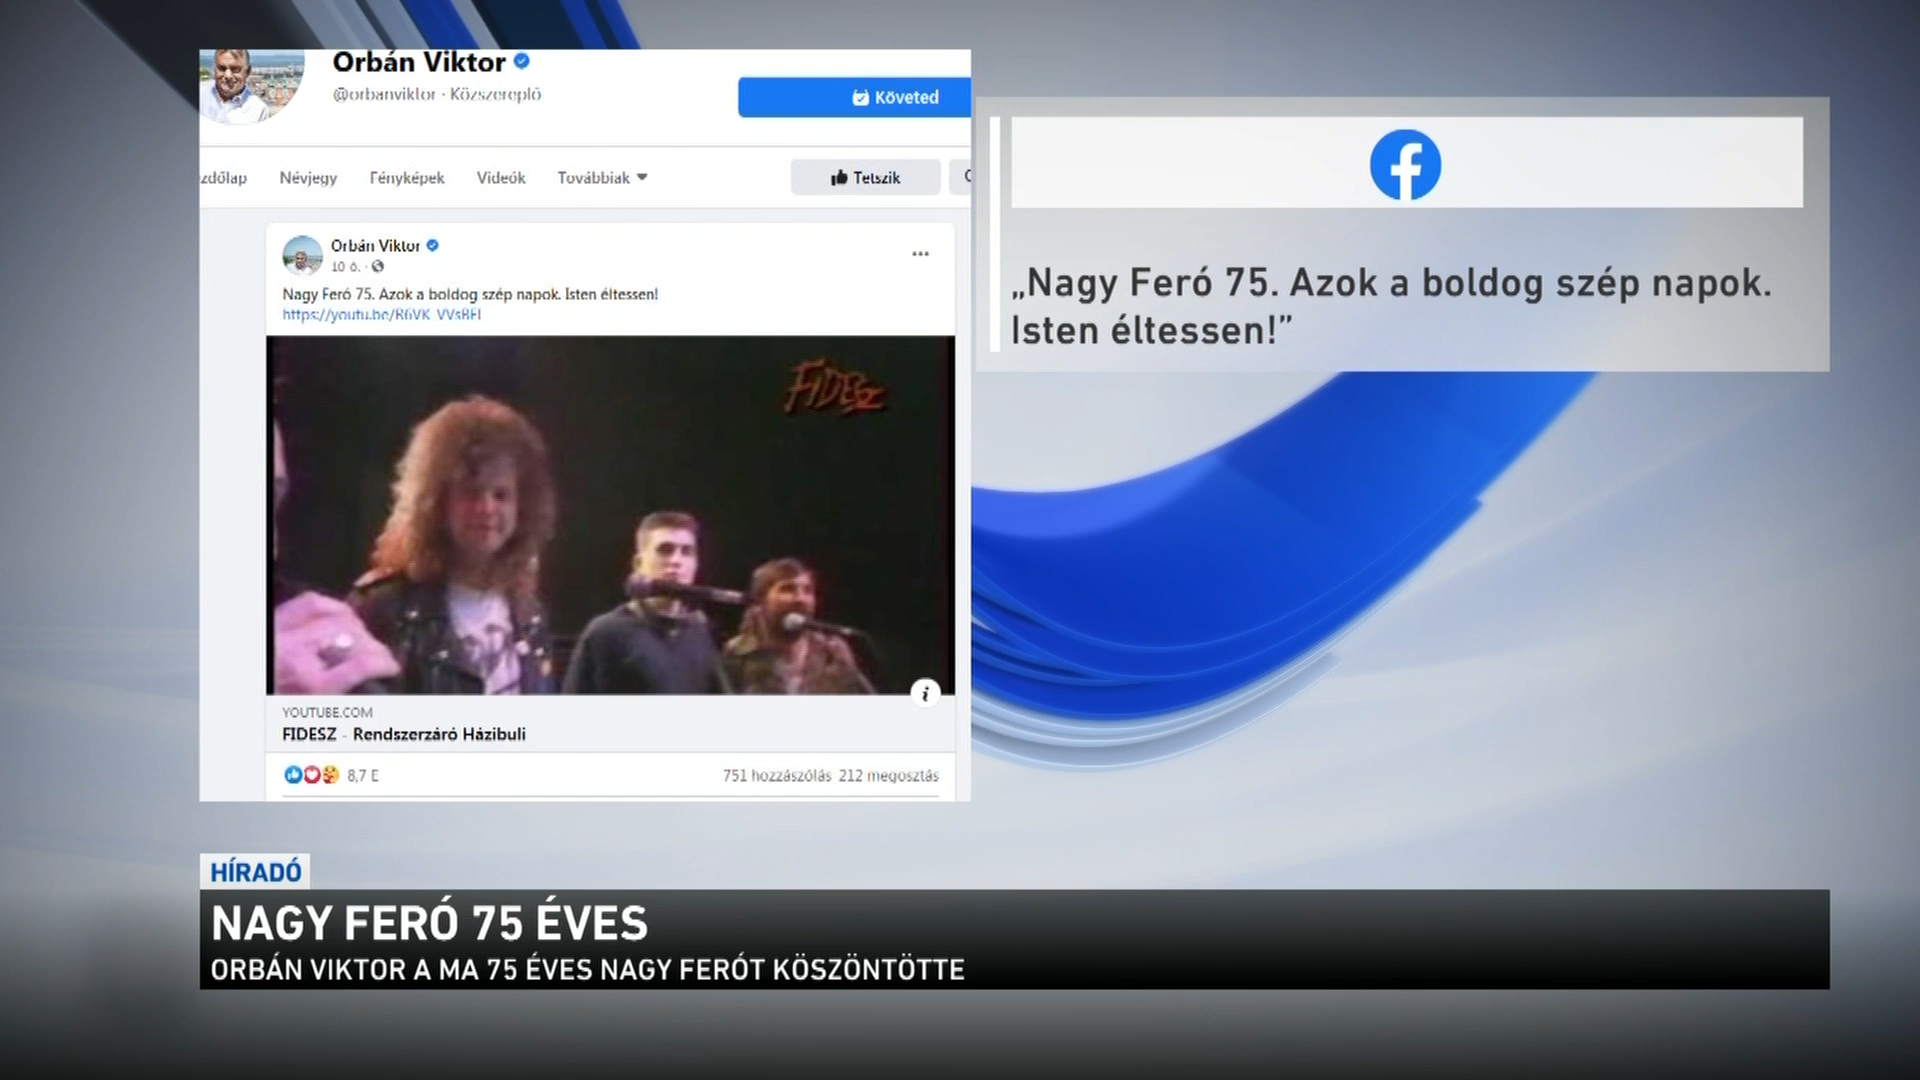 Orbán Viktor
@orbanviktor · Közszereplő
Követed
zdőlap Névjegy Fényképek Videók Továbbiak
Tetszik
Orbán Viktor
10 ó. ·
Nagy Feró 75. Azok a boldog szép napok. Isten éltessen!
FIDESZ
YOUTUBE.COM
FIDESZ - Rendszerzáró Házibuli
8,7 E
751 hozzászólás 212 megosztás
„Nagy Feró 75. Azok a boldog szép napok.
Isten éltessen!”
HÍRADÓ
NAGY FERÓ 75 ÉVES
ORBÁN VIKTOR A MA 75 ÉVES NAGY FERÓT KÖSZÖNTÖTTE